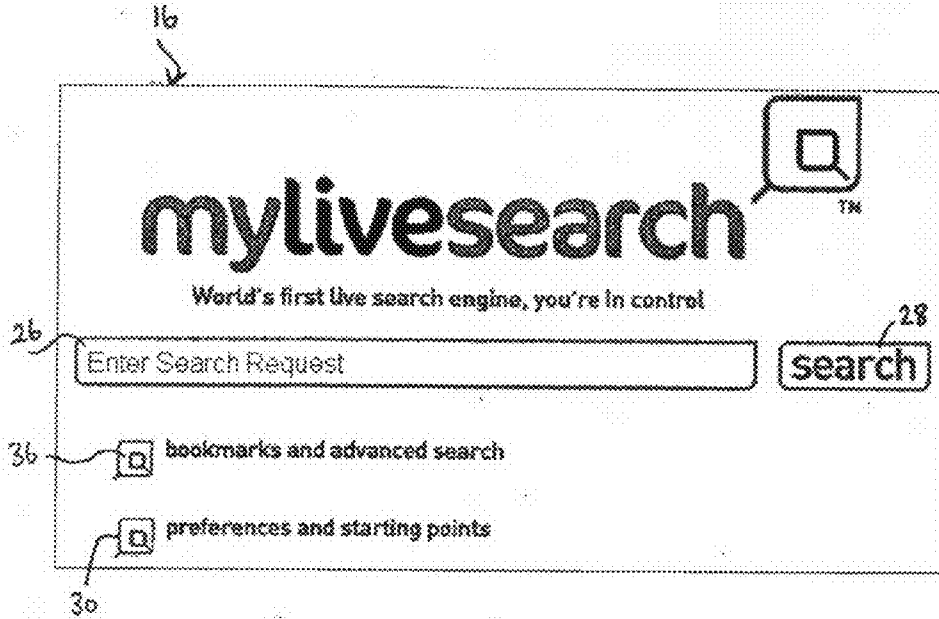 16
mylivesearch
TM
World's first live search engine, you're in control
26
Enter Search Request
28
search
36
bookmarks and advanced search
preferences and starting points
30